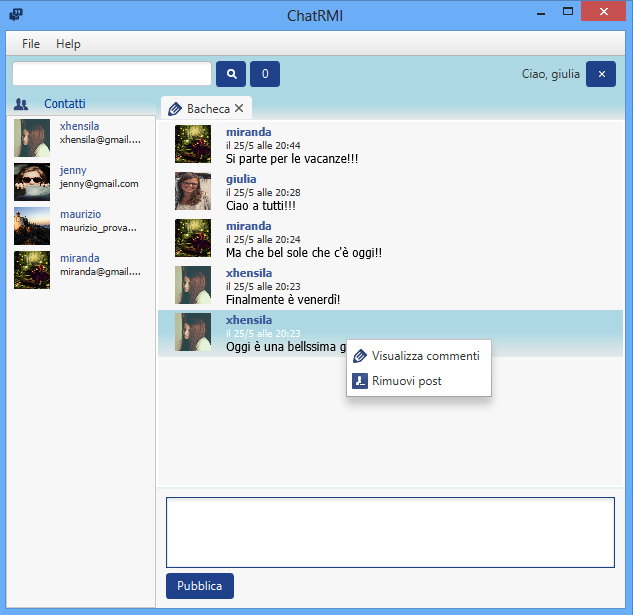 ChatRMI
File Help
0
Ciao, giulia
Contatti
xhensila
xhensila@gmail....
jenny
jenny@gmail.com
maurizio
maurizio_prova...
miranda
miranda@gmail....
Bacheca
miranda
il 25/5 alle 20:44
Si parte per le vacanze!!!
giulia
il 25/5 alle 20:28
Ciao a tutti!!!
miranda
il 25/5 alle 20:24
Ma che bel sole che c'è oggi!!
xhensila
il 25/5 alle 20:23
Finalmente è venerdì!
xhensila
il 25/5 alle 20:23
Oggi è una bellssima g
Visualizza commenti
Rimuovi post
Pubblica